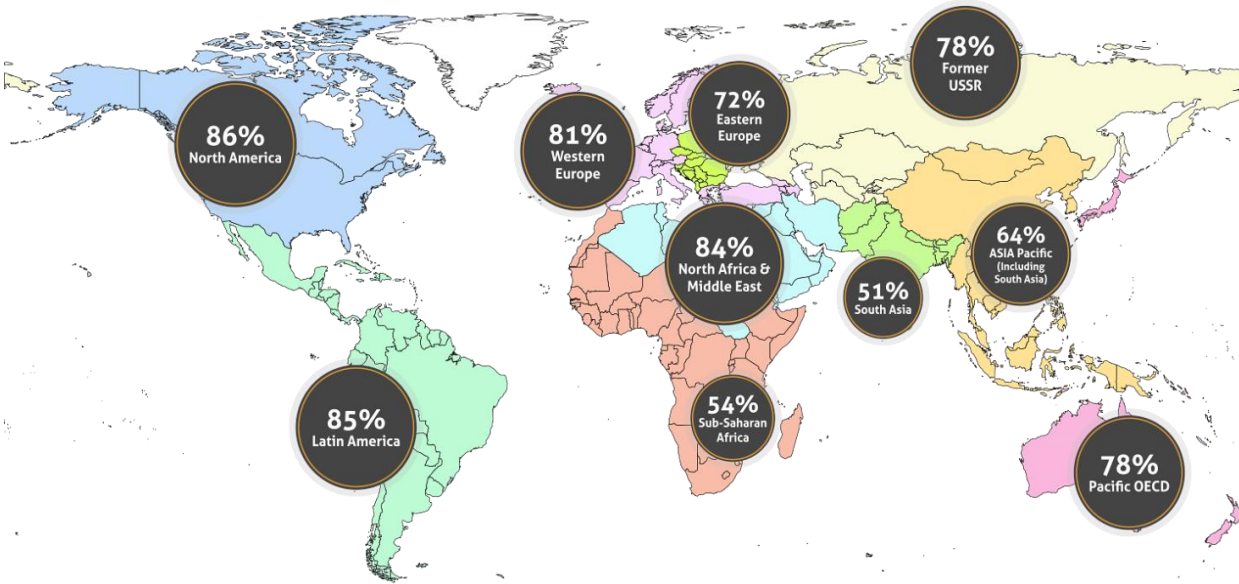 86%
North America
81%
Western
Europe
72%
Eastern
Europe
78%
Former
USSR
84%
North Africa &
Middle East
51%
South Asia
64%
ASIA Pacific
(Including
South Asia)
85%
Latin America
54%
Sub-Saharan
Africa
78%
Pacific OECD